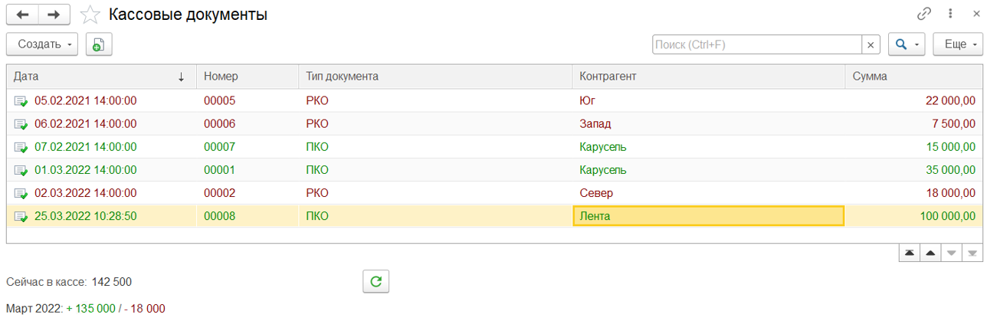 Кассовые документы
Создать Поиск (Ctrl+F) × Еще
Дата ↓ Номер Тип документа Контрагент Сумма
05.02.2021 14:00:00 00005 РКО Юг 22 000,00
06.02.2021 14:00:00 00006 РКО Запад 7 500,00
07.02.2021 14:00:00 00007 ПКО Карусель 15 000,00
01.03.2022 14:00:00 00001 ПКО Карусель 35 000,00
02.03.2022 14:00:00 00002 РКО Север 18 000,00
25.03.2022 10:28:50 00008 ПКО Лента 100 000,00
Сейчас в кассе: 142 500
Март 2022: + 135 000 / - 18 000